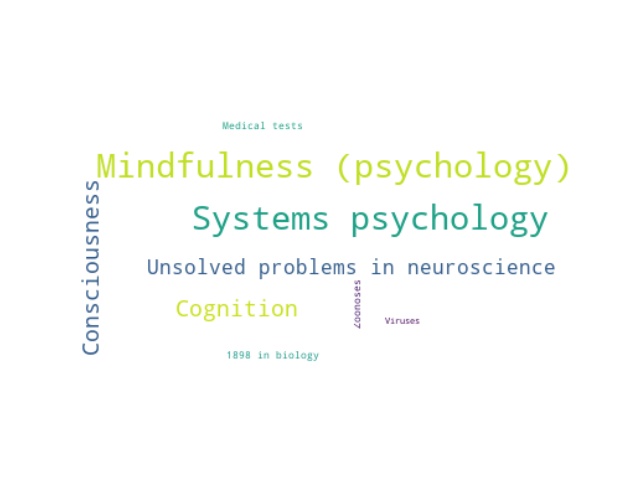 Medical tests
Mindfulness (psychology)
Consciousness
Systems psychology
Unsolved problems in neuroscience
Cognition
Zoonoses
Viruses
1898 in biology